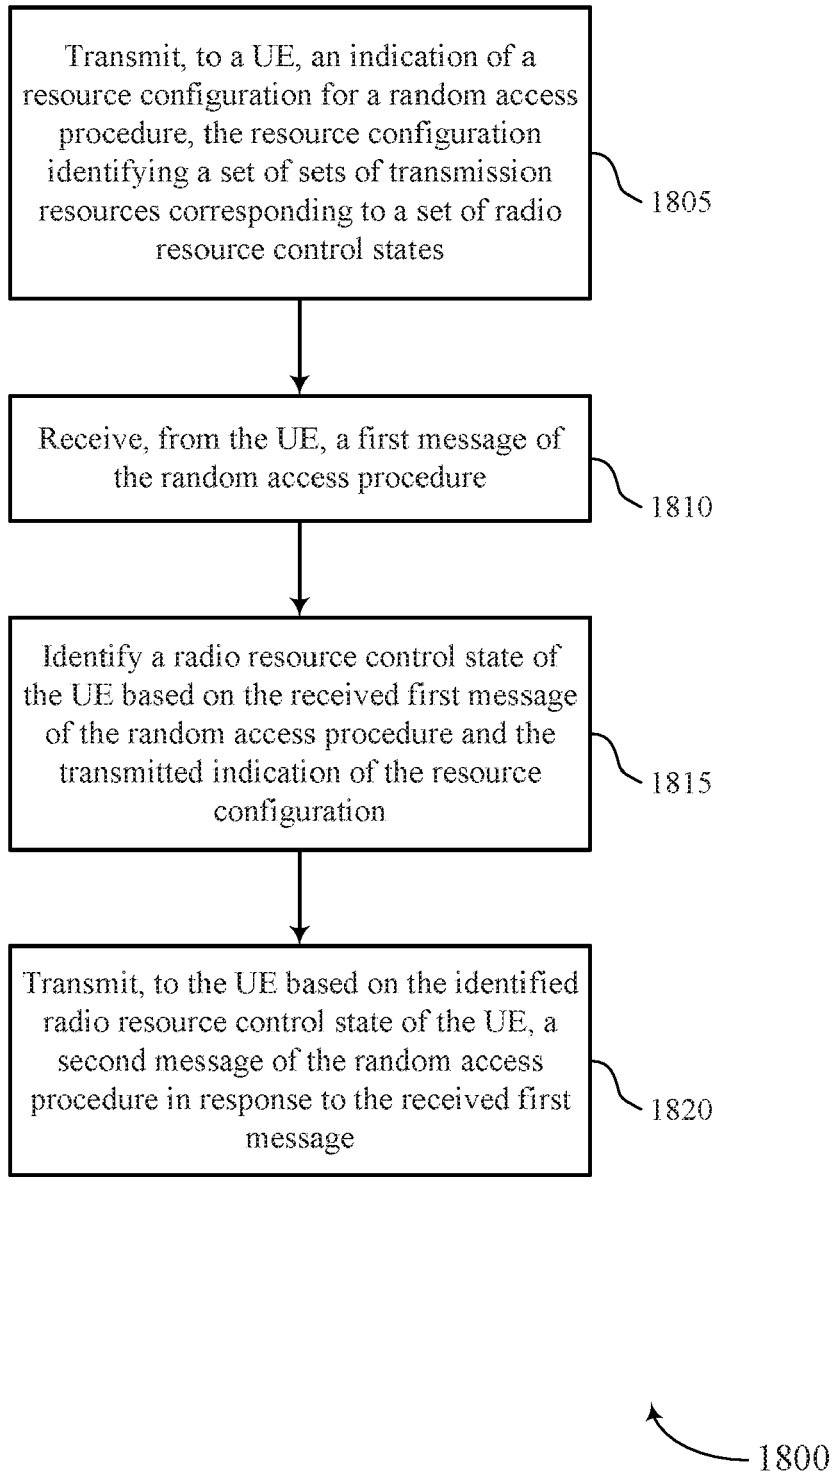 Transmit, to a UE, an indication of a
resource configuration for a random access
procedure, the resource configuration
identifying a set of sets of transmission
resources corresponding to a set of radio
resource control states
1805
Receive, from the UE, a first message of
the random access procedure
1810
Identify a radio resource control state of
the UE based on the received first message
of the random access procedure and the
transmitted indication of the resource
configuration
1815
Transmit, to the UE based on the identified
radio resource control state of the UE, a
second message of the random access
procedure in response to the received first
message
1820
1800